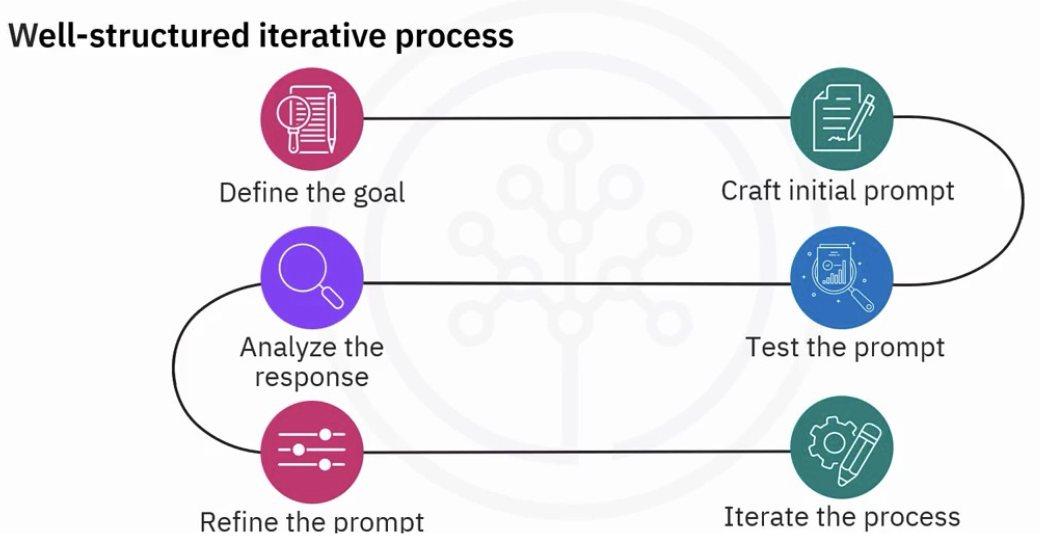 Well-structured iterative process
Define the goal
Craft initial prompt
Test the prompt
Analyze the
response
Refine the prompt
Iterate the process